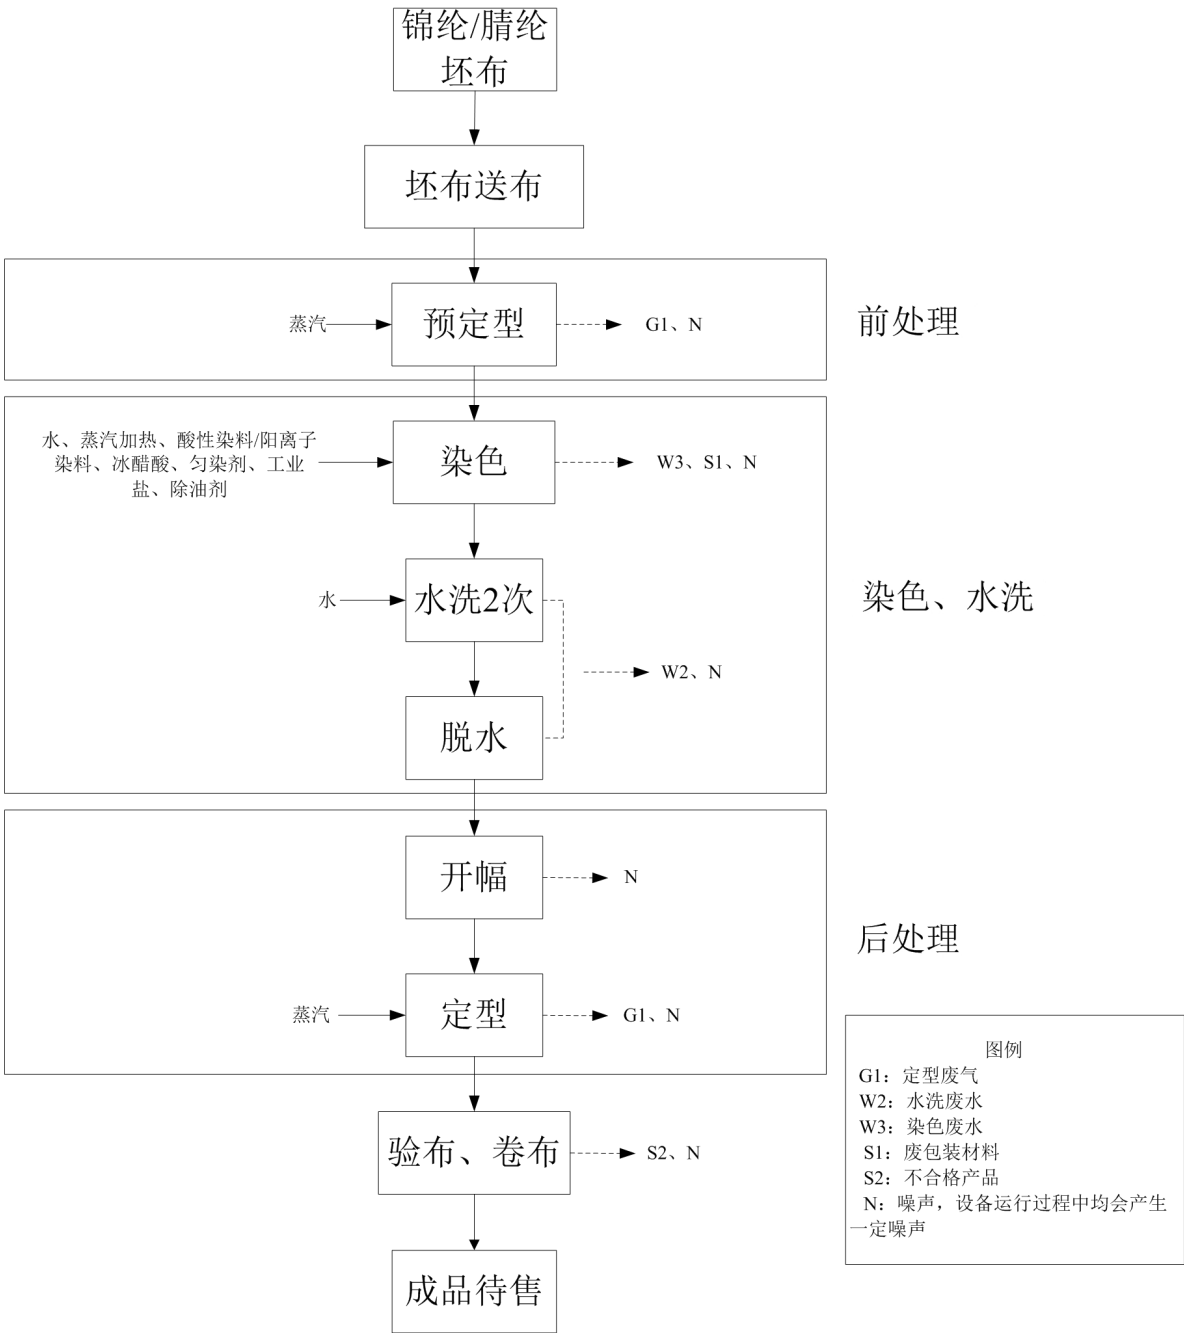 锦纶/腈纶
坯布
坯布送布
蒸汽
预定型
G1、N
前处理
水、蒸汽加热、酸性染料/阳离子
染料、冰醋酸、匀染剂、工业
盐、除油剂
染色
W3、S1、N
水
水洗2次
染色、水洗
W2、N
脱水
开幅
N
后处理
蒸汽
定型
G1、N
验布、卷布
S2、N
成品待售
图例
G1：定型废气
W2：水洗废水
W3：染色废水
S1：废包装材料
S2：不合格产品
N：噪声，设备运行过程中均会产生
一定噪声